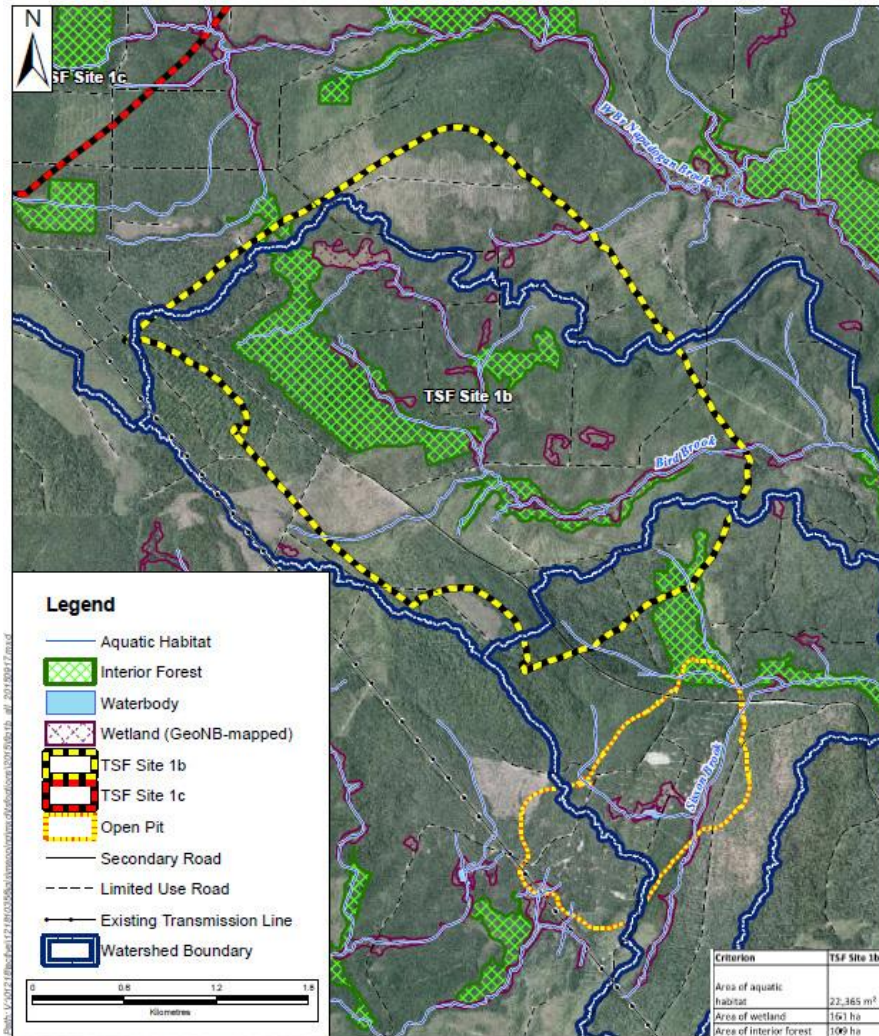 N
SF Site 1c
W Br Napadogan Brook
TSF Site 1b
Bird Brook
Sisson Brook
Legend
Aquatic Habitat
Interior Forest
Waterbody
Wetland (GeoNB-mapped)
TSF Site 1b
TSF Site 1c
Open Pit
Secondary Road
Limited Use Road
Existing Transmission Line
Watershed Boundary
0 0.8 1.2 1.8
Kilometres
Criterion TSF Site 1b
Area of aquatic
habitat 22,365 m²
Area of wetland 161 ha
Area of interior forest 109 ha